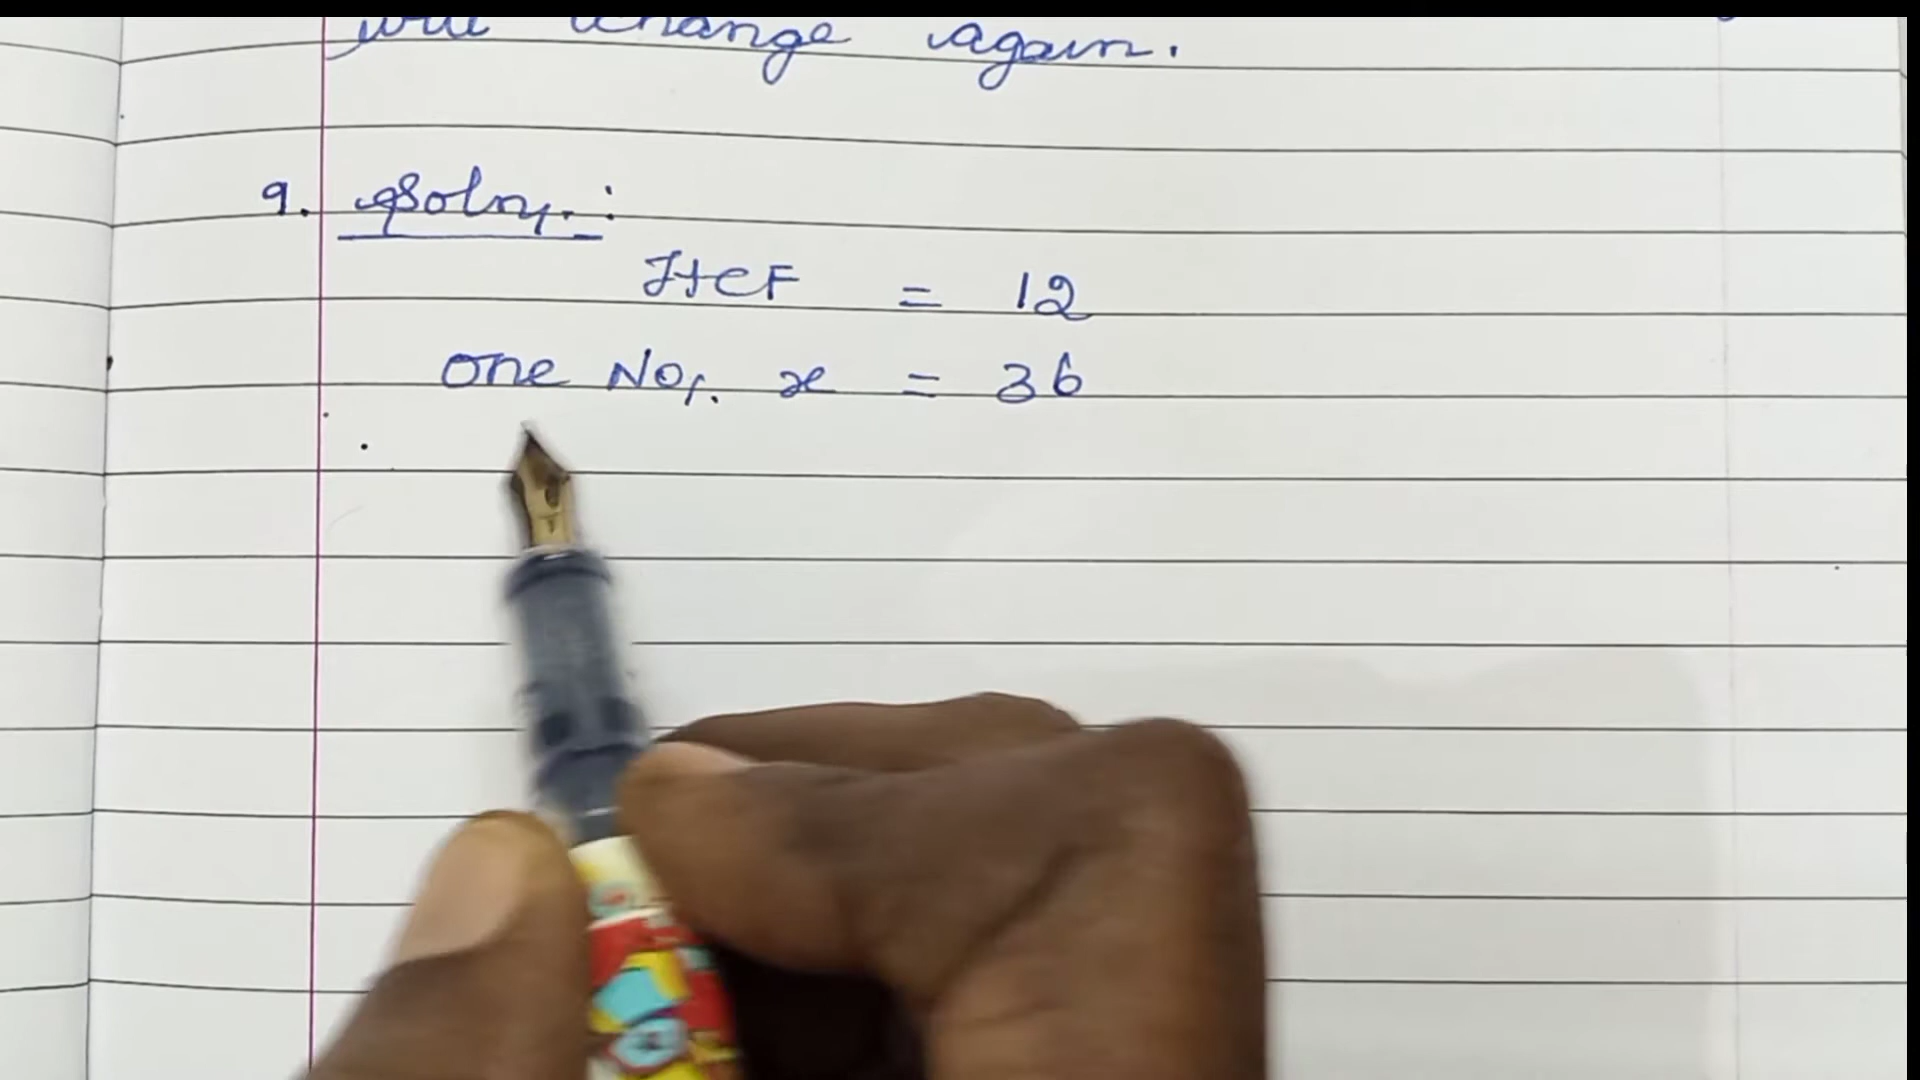 will change again.
9. Soln. :
HCF = 12
one No. x = 36